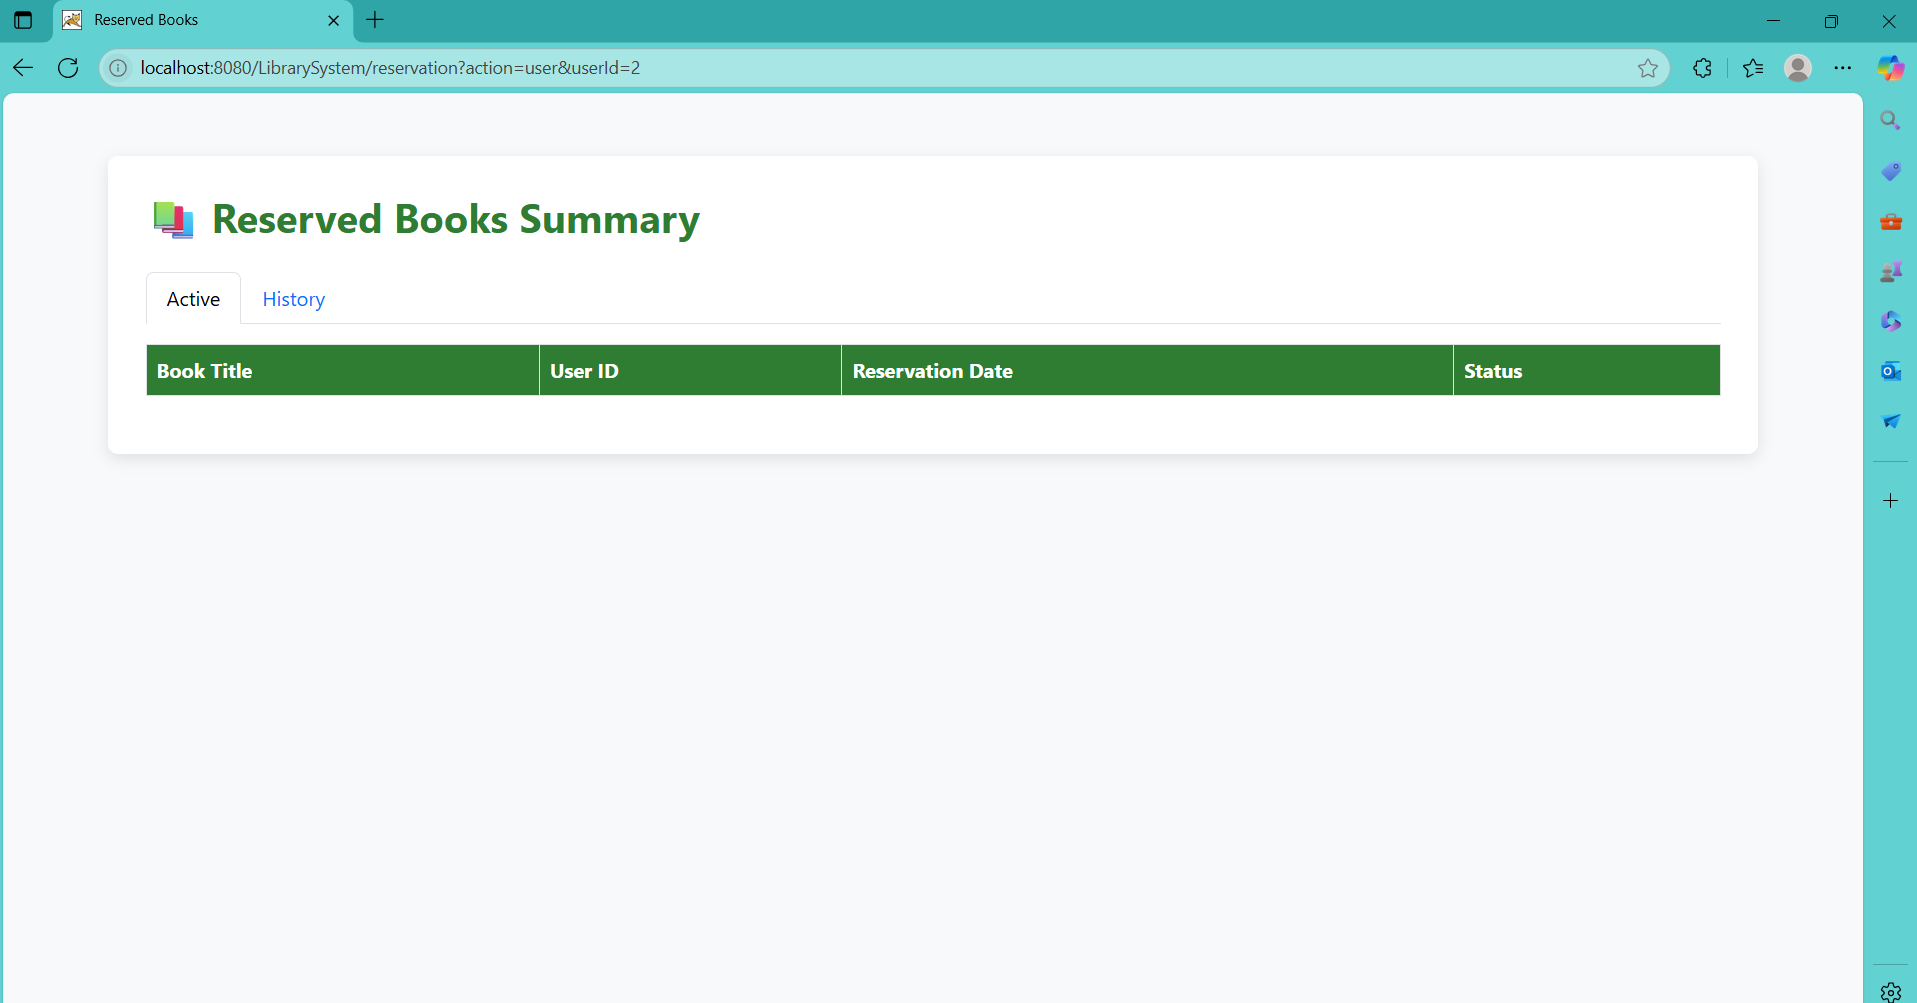 Reserved Books
localhost:8080/LibrarySystem/reservation?action=user&userId=2
Reserved Books Summary
Active History
Book Title User ID Reservation Date Status